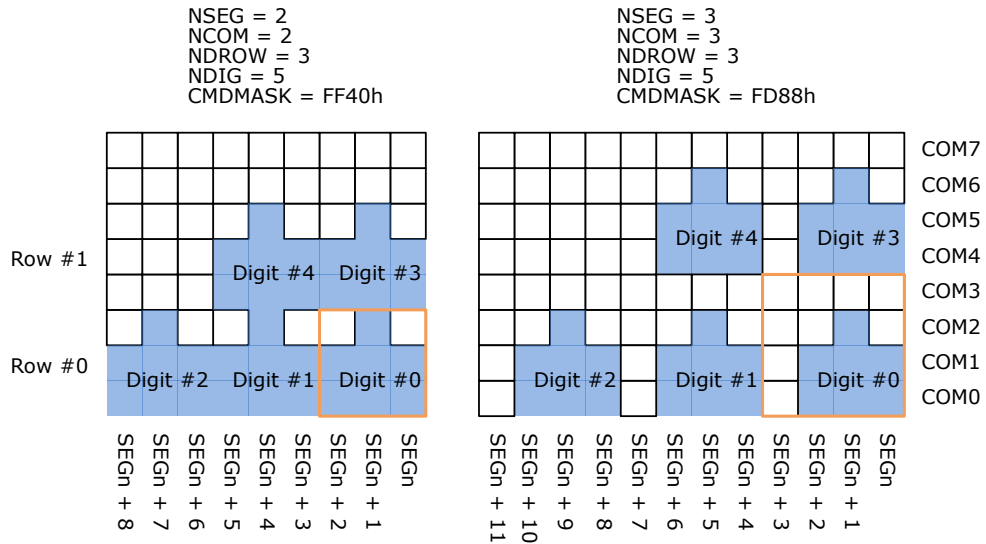 NSEG = 2
NCOM = 2
NDROW = 3
NDIG = 5
CMDMASK = FF40h
NSEG = 3
NCOM = 3
NDROW = 3
NDIG = 5
CMDMASK = FD88h
COM7
COM6
COM5
COM4
COM3
COM2
COM1
COM0
Row #1
Row #0
Digit #4
Digit #3
Digit #2
Digit #1
Digit #0
Digit #4
Digit #3
Digit #2
Digit #1
Digit #0
SEGn + 8
SEGn + 7
SEGn + 6
SEGn + 5
SEGn + 4
SEGn + 3
SEGn + 2
SEGn + 1
SEGn
SEGn + 11
SEGn + 10
SEGn + 9
SEGn + 8
SEGn + 7
SEGn + 6
SEGn + 5
SEGn + 4
SEGn + 3
SEGn + 2
SEGn + 1
SEGn